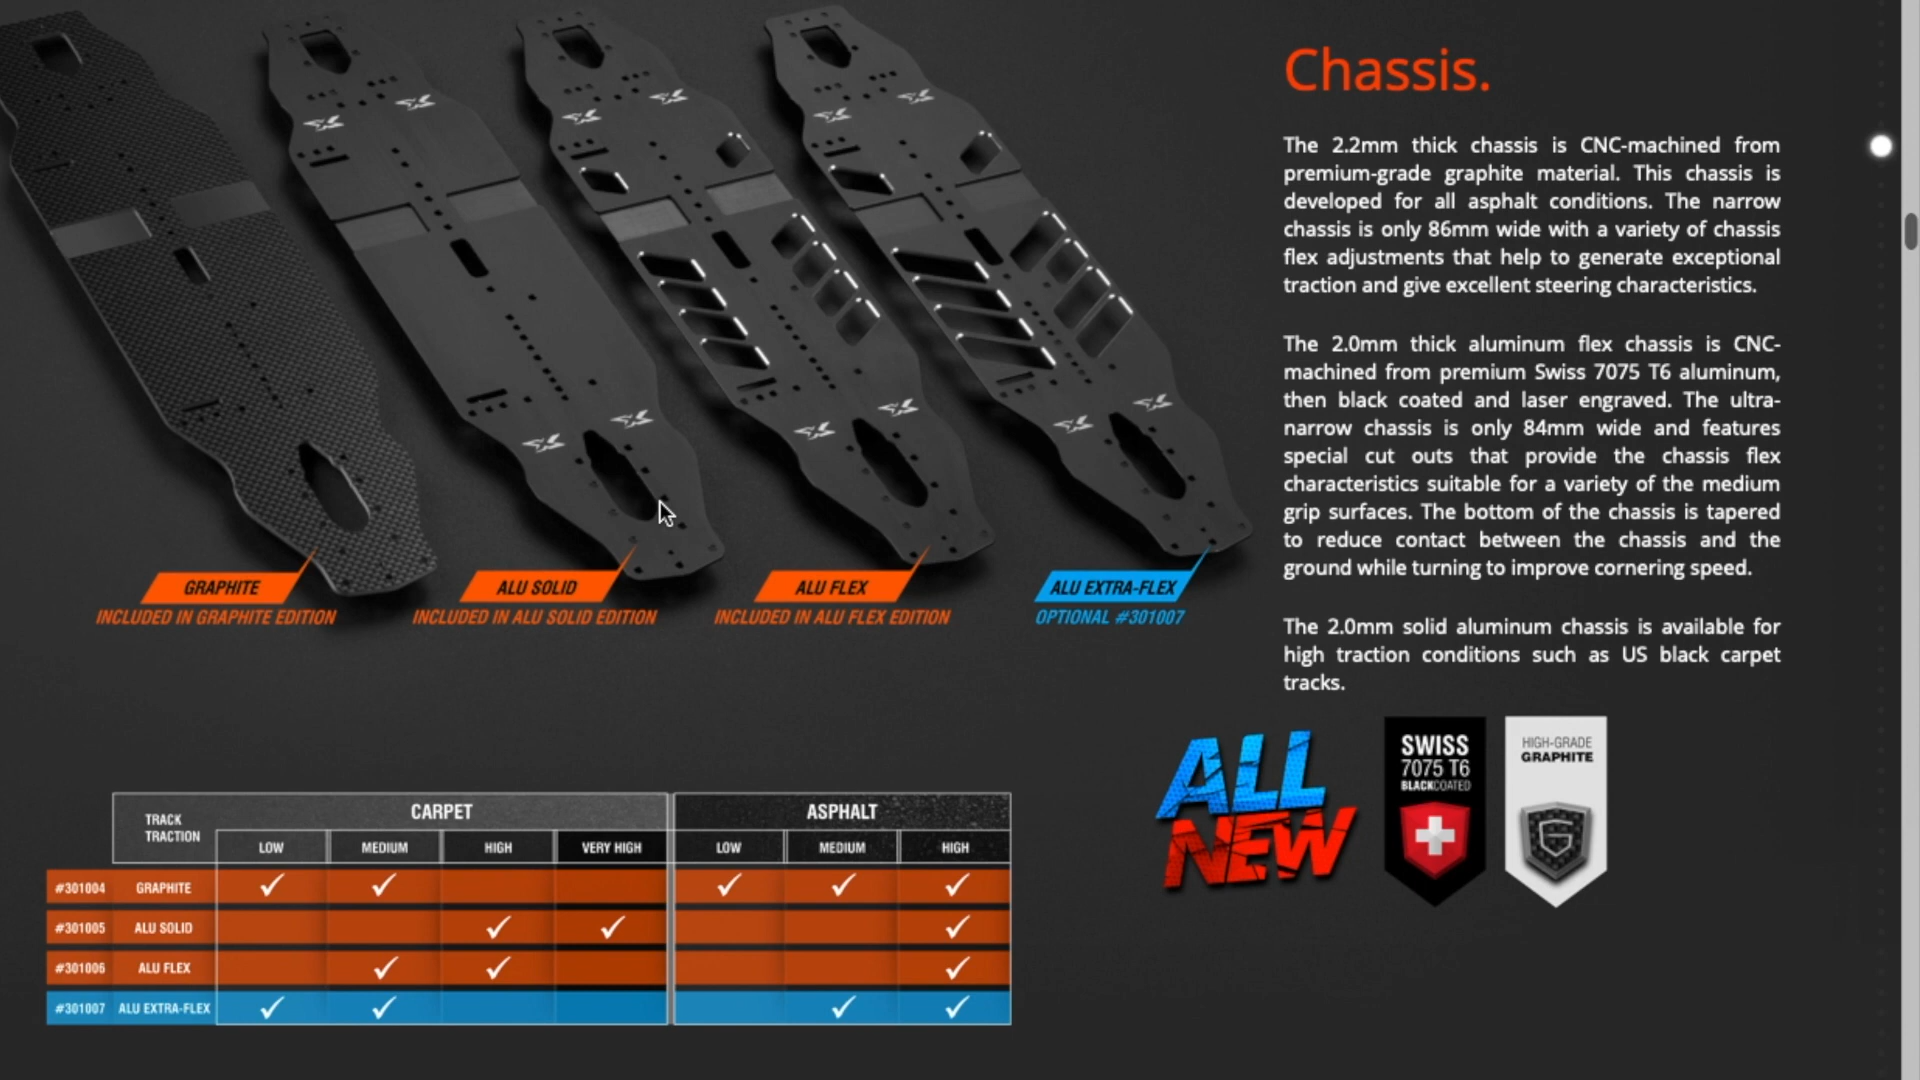 Chassis.
The 2.2mm thick chassis is CNC-machined from
premium-grade graphite material. This chassis is
developed for all asphalt conditions. The narrow
chassis is only 86mm wide with a variety of chassis
flex adjustments that help to generate exceptional
traction and give excellent steering characteristics.
The 2.0mm thick aluminum flex chassis is CNC-
machined from premium Swiss 7075 T6 aluminum,
then black coated and laser engraved. The ultra-
narrow chassis is only 84mm wide and features
special cut outs that provide the chassis flex
characteristics suitable for a variety of the medium
grip surfaces. The bottom of the chassis is tapered
to reduce contact between the chassis and the
ground while turning to improve cornering speed.
The 2.0mm solid aluminum chassis is available for
high traction conditions such as US black carpet
tracks.
GRAPHITE
INCLUDED IN GRAPHITE EDITION
ALU SOLID
INCLUDED IN ALU SOLID EDITION
ALU FLEX
INCLUDED IN ALU FLEX EDITION
ALU EXTRA-FLEX
OPTIONAL #301007
ALL
NEW
SWISS
7075 T6
BLACKCOATED
HIGH-GRADE
GRAPHITE
G
TRACK
TRACTION
CARPET
ASPHALT
LOW MEDIUM HIGH VERY HIGH LOW MEDIUM HIGH
#301004 GRAPHITE ✓ ✓ ✓ ✓ ✓
#301005 ALU SOLID ✓ ✓ ✓
#301006 ALU FLEX ✓ ✓ ✓
#301007 ALU EXTRA-FLEX ✓ ✓ ✓ ✓